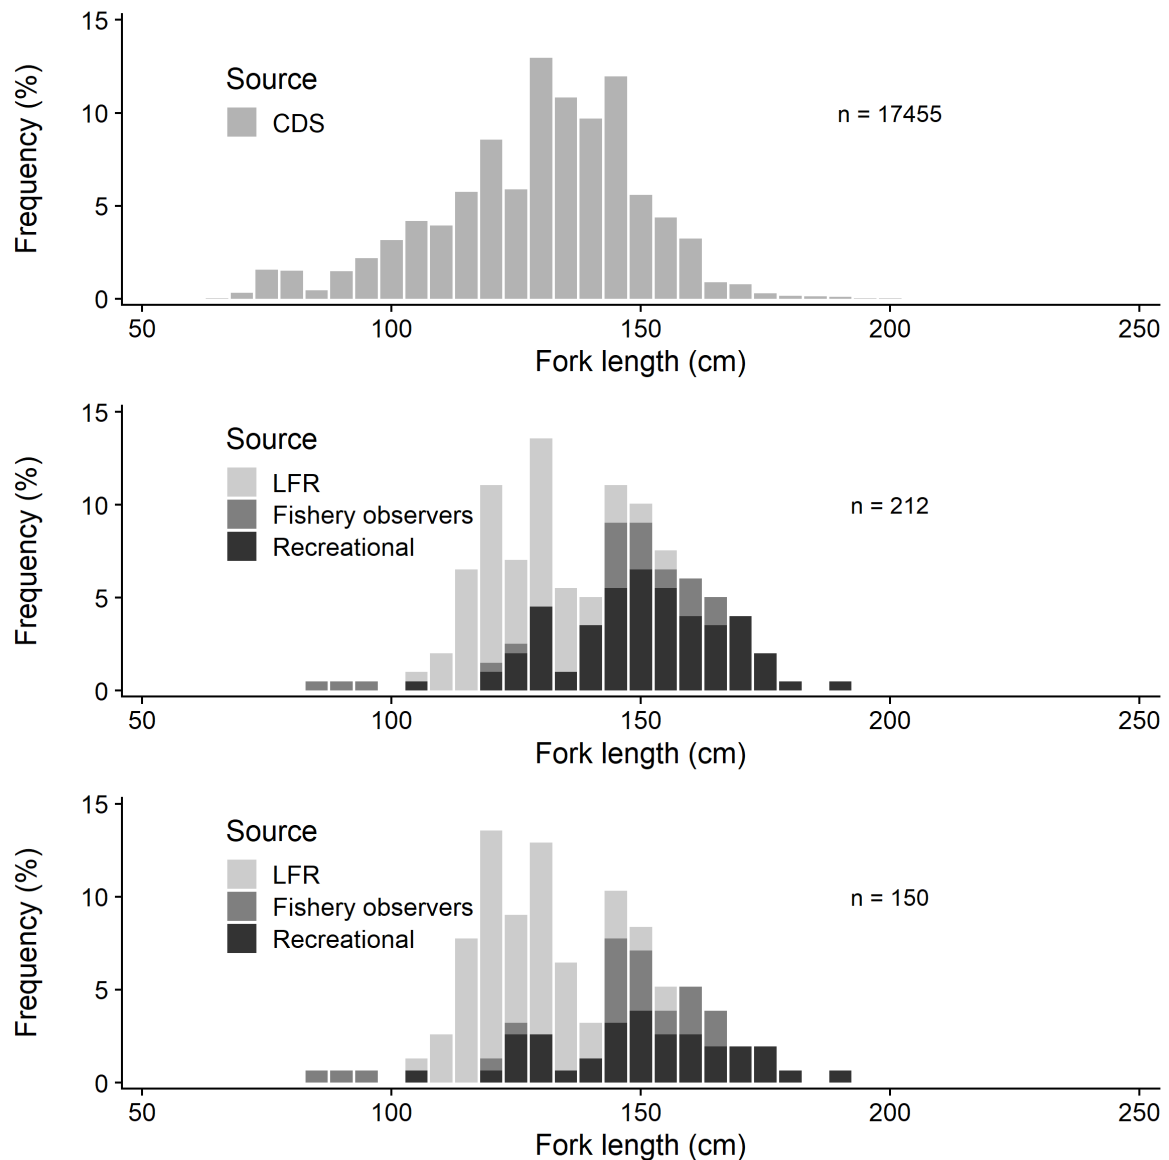 15
10
5
0
Frequency (%)
Source
CDS
n = 17455
50 100 150 200 250
Fork length (cm)
15
10
5
0
Frequency (%)
Source
LFR
Fishery observers
Recreational
n = 212
50 100 150 200 250
Fork length (cm)
15
10
5
0
Frequency (%)
Source
LFR
Fishery observers
Recreational
n = 150
50 100 150 200 250
Fork length (cm)